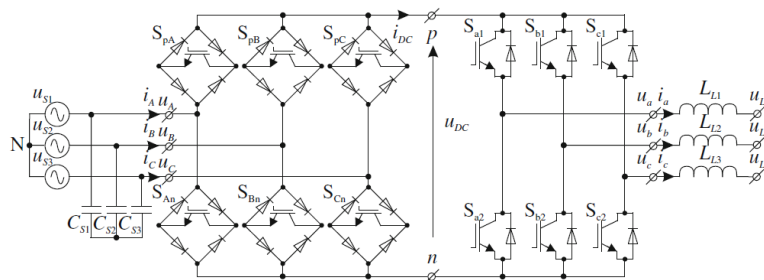 S_pA S_pB S_pC i_DC p S_a1 S_b1 S_c1
u_S1 i_A u_A u_a i_a L_L1 u_L
u_S2 i_B u_B u_DC u_b i_b L_L2 u_L
N
u_S3 i_C u_C u_c i_c L_L3 u_L
S_An S_Bn S_Cn S_a2 S_b2 S_c2
C_S1 C_S2 C_S3
n